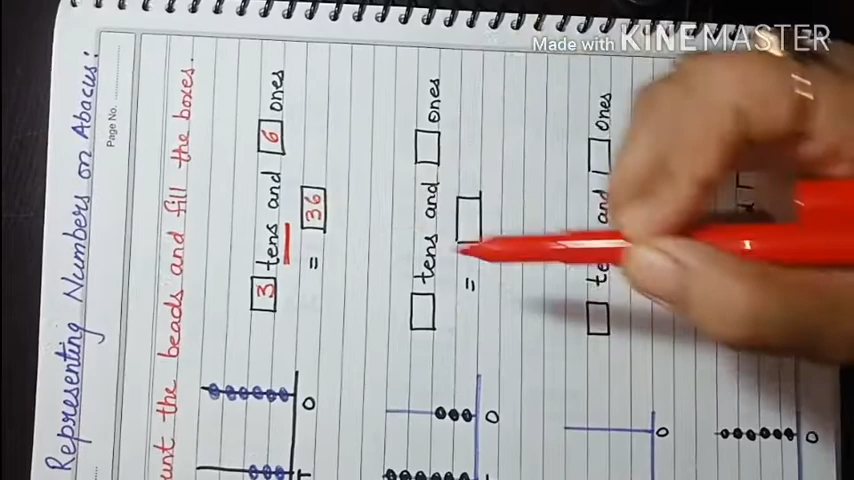 Made with KINEMASTER
Page No.
Representing Numbers on Abacus:
the beads and fill the boxes.
3 tens and 6 ones
= 36
O
T
tens and ones
=
O
tens and ones
O
O